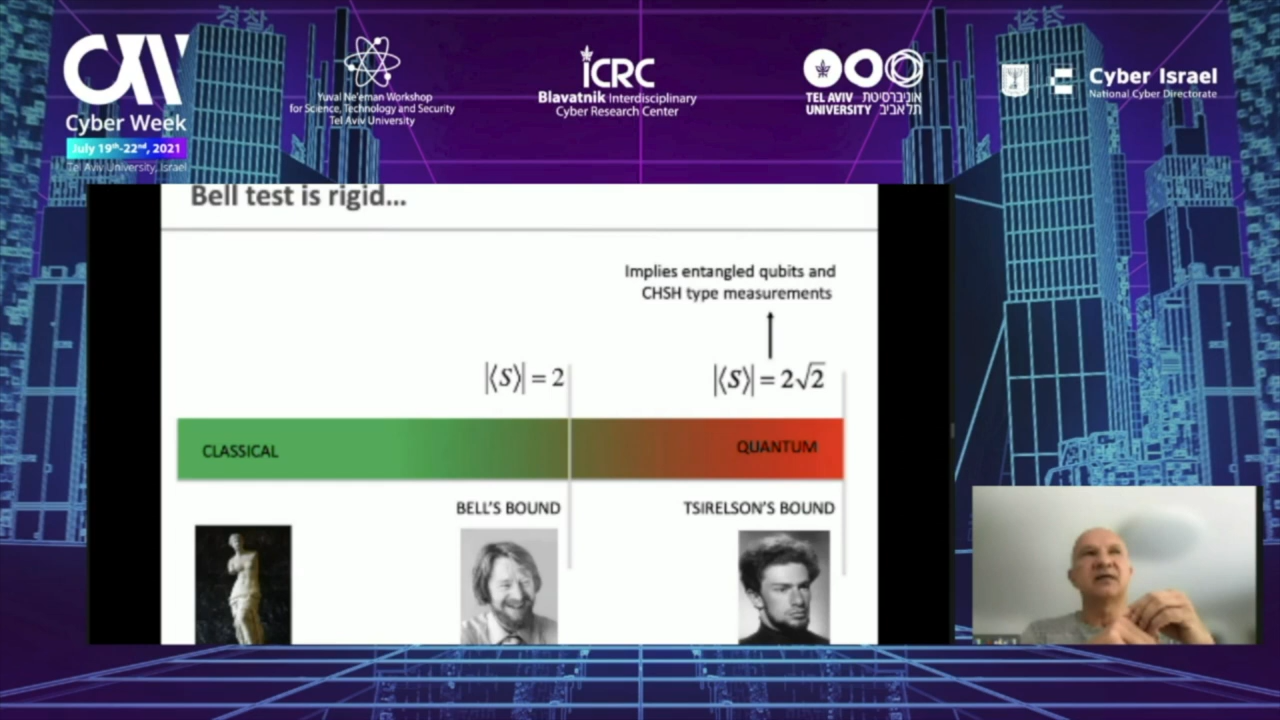 CW
Cyber Week
July 19th-22nd, 2021
Tel Aviv University, Israel
Yuval Ne'eman Workshop
for Science, Technology and Security
Tel Aviv University
iCRC
Blavatnik Interdisciplinary
Cyber Research Center
TEL AVIV אוניברסיטת
UNIVERSITY תל אביב
Cyber Israel
National Cyber Directorate
경찰
Bell test is rigid...
Implies entangled qubits and
CHSH type measurements
|⟨S⟩| = 2
|⟨S⟩| = 2√2
CLASSICAL
QUANTUM
BELL'S BOUND
TSIRELSON'S BOUND